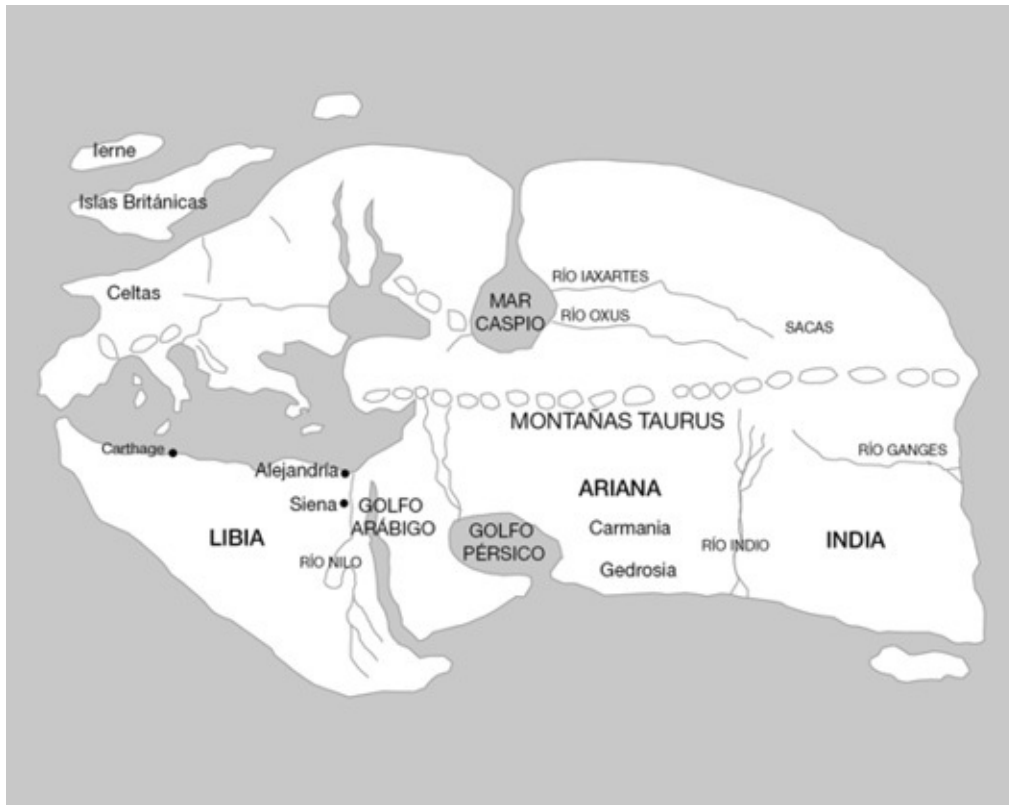 Ierne
Islas Británicas
Celtas
MAR
CASPIO
RÍO IAXARTES
RÍO OXUS
SACAS
MONTAÑAS TAURUS
Carthage
Alejandría
Siena
GOLFO
ARÁBIGO
LIBIA
RÍO NILO
GOLFO
PÉRSICO
ARIANA
Carmania
Gedrosia
RÍO INDIO
RÍO GANGES
INDIA